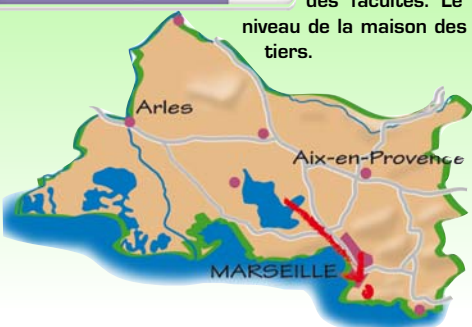 des facultés. Le
niveau de la maison des
tiers.
Arles
Aix-en-Provence
MARSEILLE